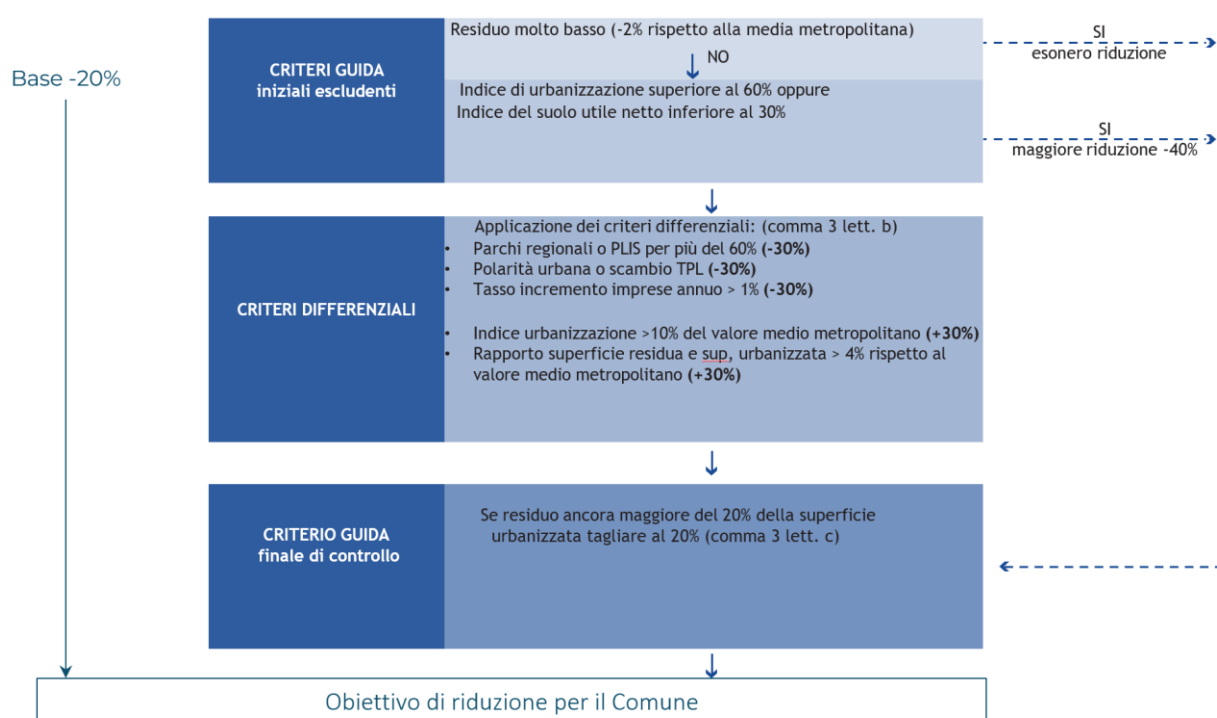 Base -20%
CRITERI GUIDA
iniziali escludenti
Residuo molto basso (-2% rispetto alla media metropolitana)
NO
Indice di urbanizzazione superiore al 60% oppure
Indice del suolo utile netto inferiore al 30%
SI
esonero riduzione
SI
maggiore riduzione -40%
CRITERI DIFFERENZIALI
Applicazione dei criteri differenziali: (comma 3 lett. b)
• Parchi regionali o PLIS per più del 60% (-30%)
• Polarità urbana o scambio TPL (-30%)
• Tasso incremento imprese annuo > 1% (-30%)
• Indice urbanizzazione >10% del valore medio metropolitano (+30%)
• Rapporto superficie residua e sup, urbanizzata > 4% rispetto al
valore medio metropolitano (+30%)
CRITERIO GUIDA
finale di controllo
Se residuo ancora maggiore del 20% della superficie
urbanizzata tagliare al 20% (comma 3 lett. c)
Obiettivo di riduzione per il Comune